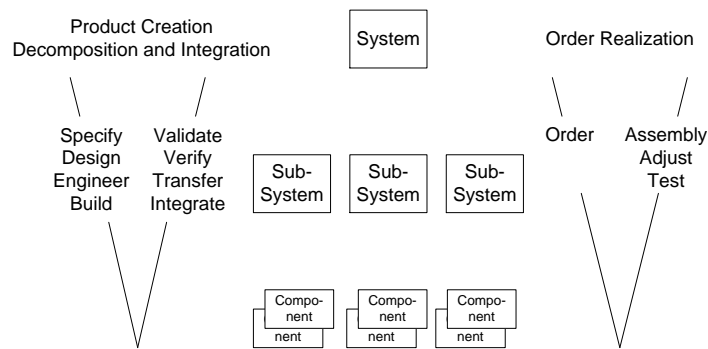 Product Creation
Decomposition and Integration
System
Order Realization
Specify
Design
Engineer
Build
Validate
Verify
Transfer
Integrate
Sub-
System
Sub-
System
Sub-
System
Order
Assembly
Adjust
Test
Compo-
nent
nent
Compo-
nent
nent
Compo-
nent
nent